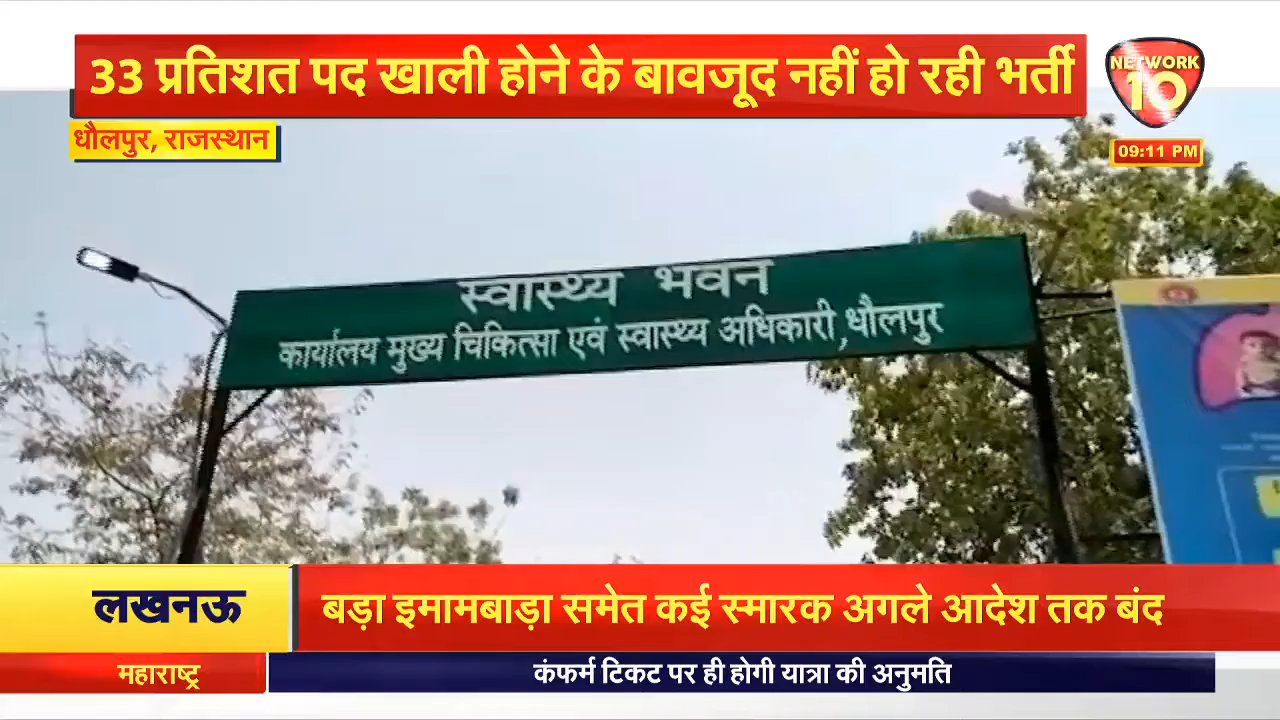 33 प्रतिशत पद खाली होने के बावजूद नहीं हो रही भर्ती
NETWORK
10
09:11 PM
धौलपुर, राजस्थान
स्वास्थ्य भवन
कार्यालय मुख्य चिकित्सा एवं स्वास्थ्य अधिकारी,धौलपुर
लखनऊ
बड़ा इमामबाड़ा समेत कई स्मारक अगले आदेश तक बंद
महाराष्ट्र
कंफर्म टिकट पर ही होगी यात्रा की अनुमति